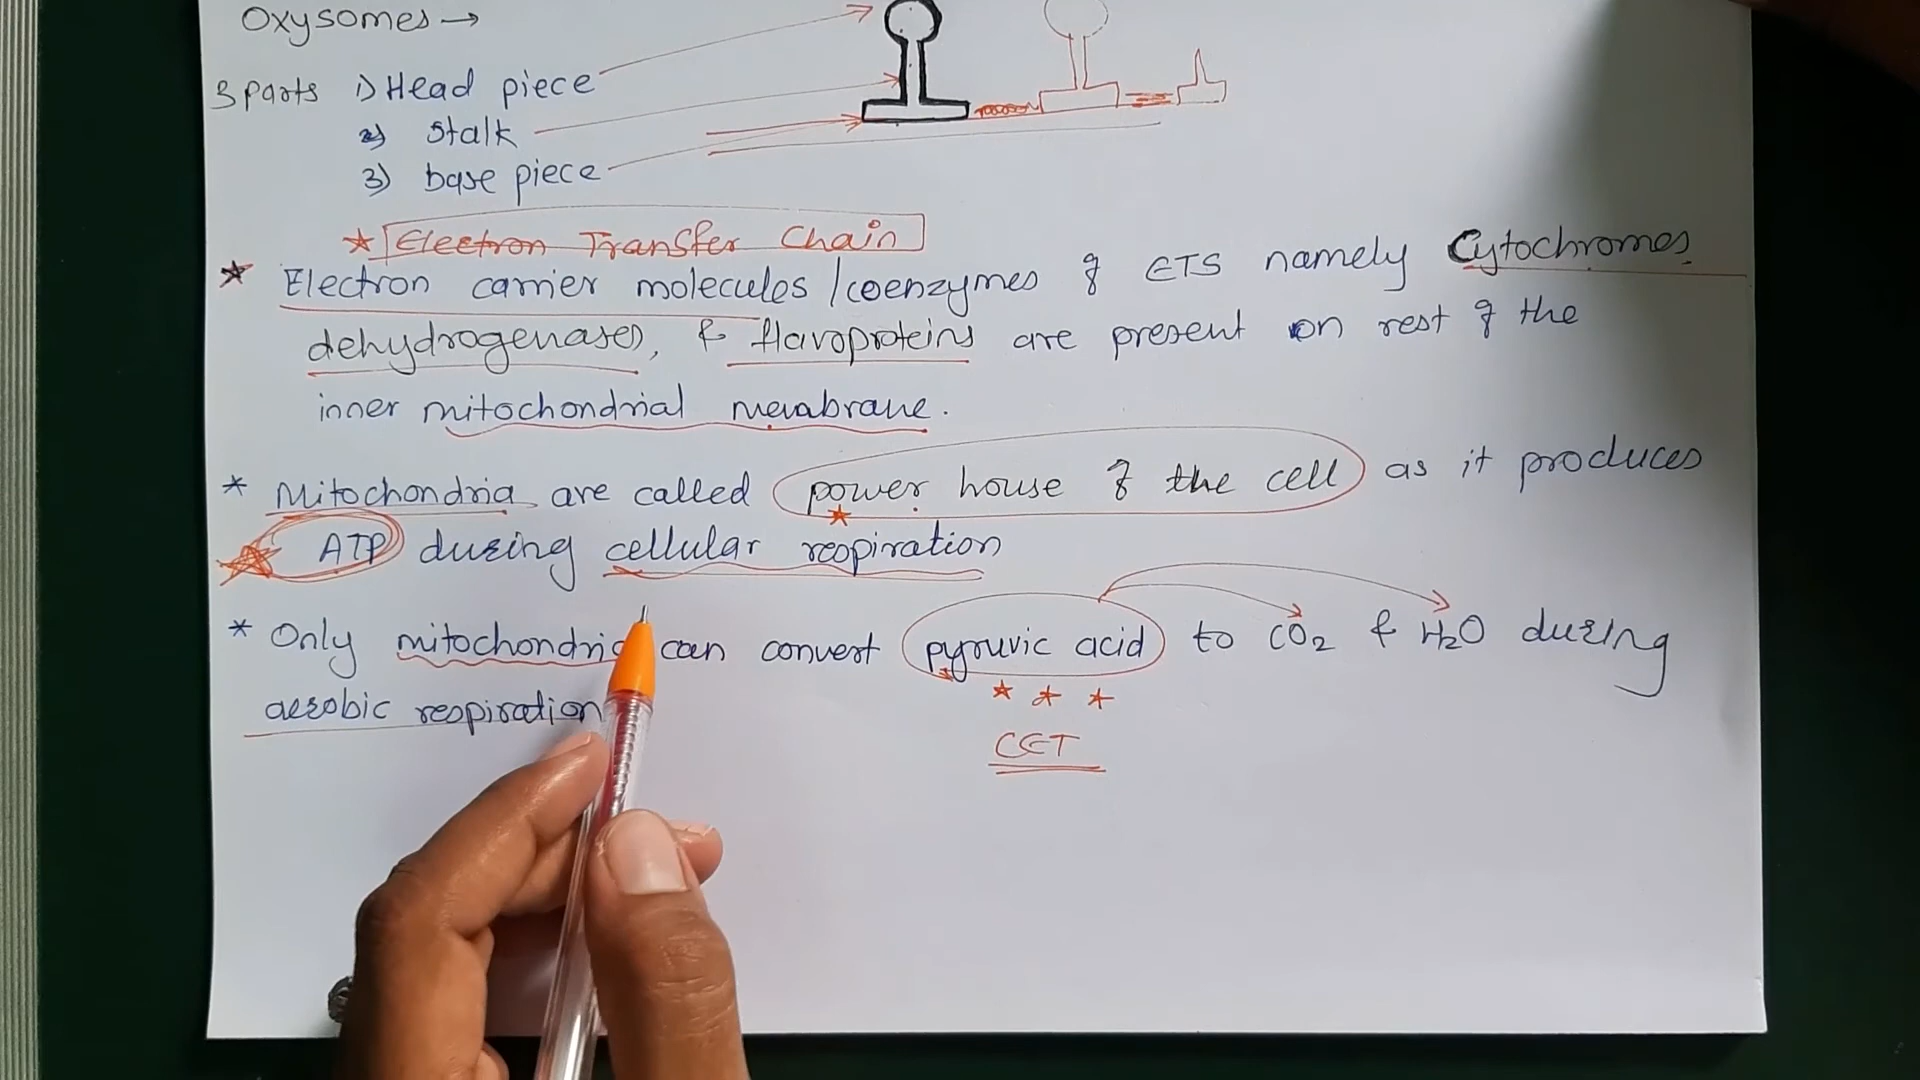 Oxysomes →
3 parts 1) Head piece
2) Stalk
3) base piece
* Electron Transfer Chain
* Electron carrier molecules / coenzymes of ETS namely Cytochromes
dehydrogenases, & flavoproteins are present on rest of the
inner mitochondrial membrane.
* Mitochondria are called power house of the cell as it produces
ATP during cellular respiration
* Only mitochondria can convert pyruvic acid to CO₂ & H₂O during
aerobic respiration
* * *
CET